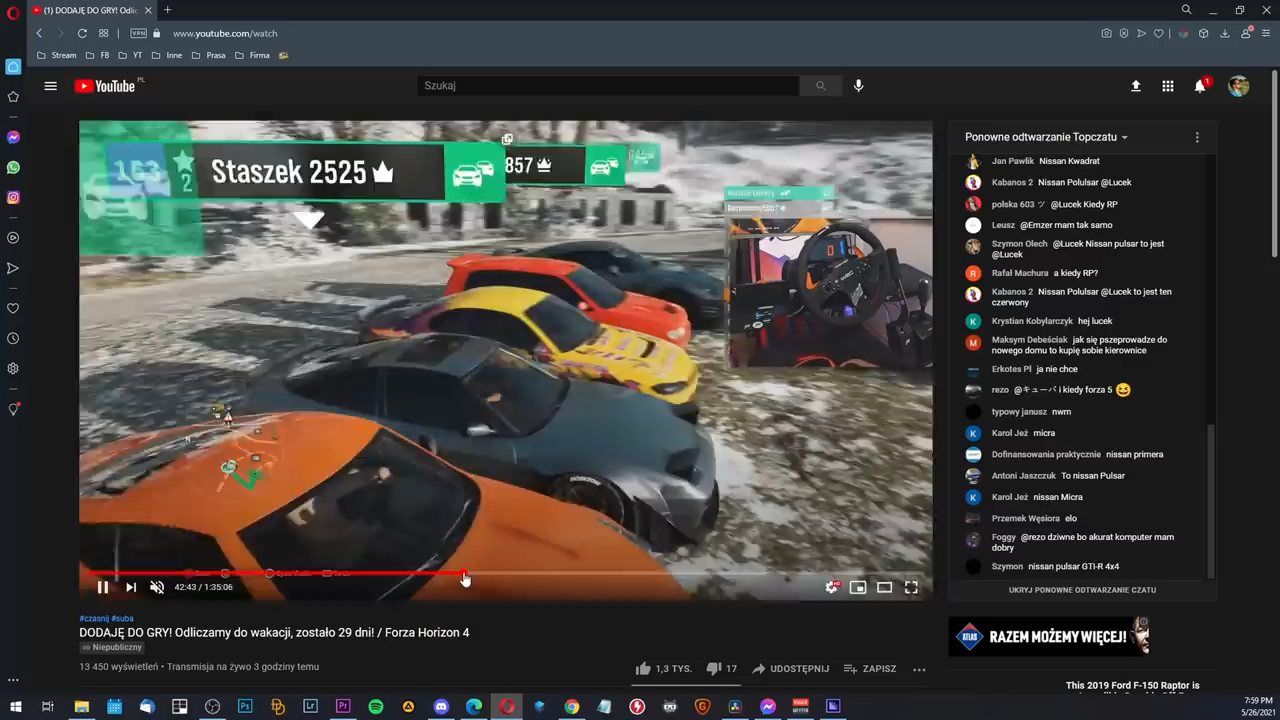 (1) DODAJĘ DO GRY! Odlic
VPN
www.youtube.com/watch
Stream
FB
YT
Inne
Prasa
Firma
YouTube PL
Szukaj
1
Staszek 2525
857
2
42:43 / 1:35:06
HD
#czasnij #suba
DODAJĘ DO GRY! Odliczamy do wakacji, zostało 29 dni! / Forza Horizon 4
Niepubliczny
13 450 wyświetleń • Transmisja na żywo 3 godziny temu
1,3 TYS.
17
UDOSTĘPNIJ
ZAPISZ
Ponowne odtwarzanie Topczatu
Jan Pawlik Nissan Kwadrat
Kabanos 2 Nissan Polulsar @Lucek
polska 603 ツ @Lucek Kiedy RP
Leusz @Emzer mam tak samo
Szymon Olech @Lucek Nissan pulsar to jest
@Lucek
Rafał Machura a kiedy RP?
Kabanos 2 Nissan Polulsar @Lucek to jest ten
czerwony
Krystian Kobylarczyk hej lucek
Maksym Debeściak jak się pszeprowadze do
nowego domu to kupię sobie kierownice
Erkotes Pl ja nie chce
rezo @キューバ i kiedy forza 5 😆
typowy janusz nwm
Karol Jeż micra
Dofinansowania praktycznie nissan primera
Antoni Jaszczuk To nissan Pulsar
Karol Jeż nissan Micra
Przemek Węsiora elo
Foggy @rezo dziwne bo akurat komputer mam
dobry
Szymon nissan pulsar GTI-R 4x4
UKRYJ PONOWNE ODTWARZANIE CZATU
ATLAS RAZEM MOŻEMY WIĘCEJ!
This 2019 Ford F-150 Raptor is
7:59 PM
5/26/2021